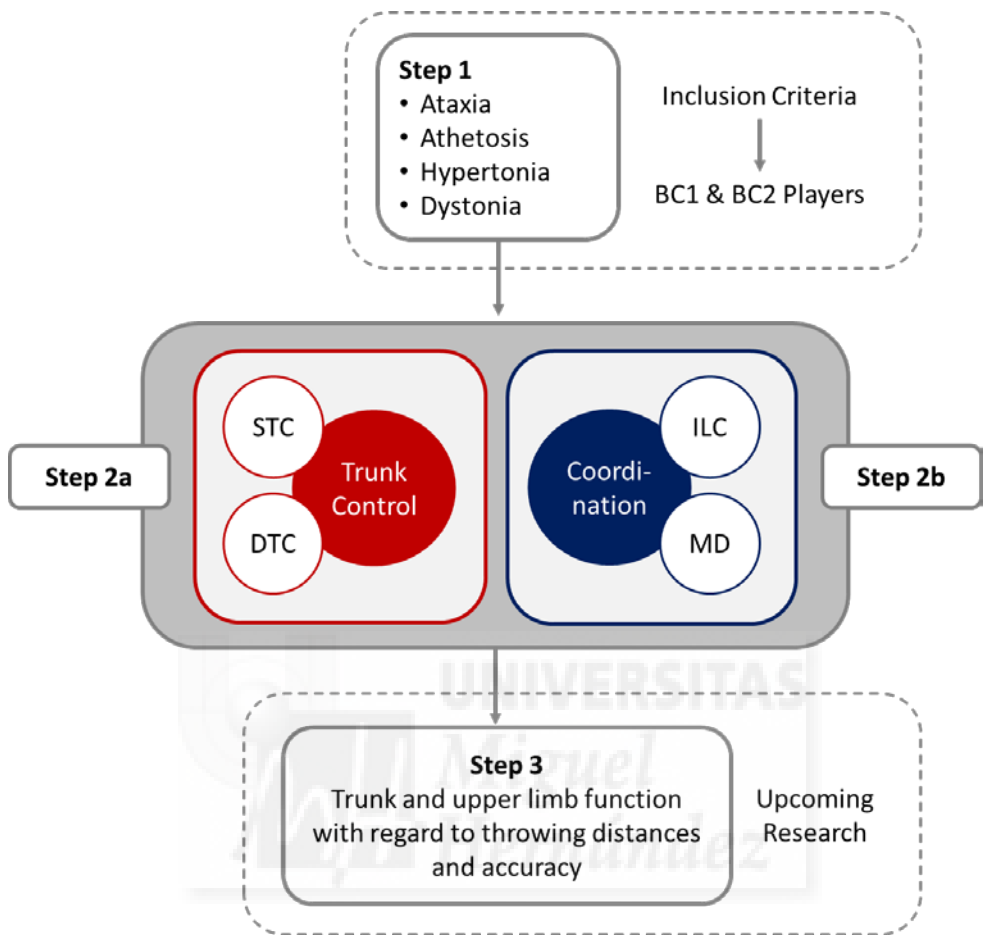 Step 1
• Ataxia
• Athetosis
• Hypertonia
• Dystonia
Inclusion Criteria
BC1 & BC2 Players
Step 2a
STC
DTC
Trunk
Control
Coordi-
nation
ILC
MD
Step 2b
UNIVERSITAS
Miguel
Hernández
Step 3
Trunk and upper limb function
with regard to throwing distances
and accuracy
Upcoming
Research